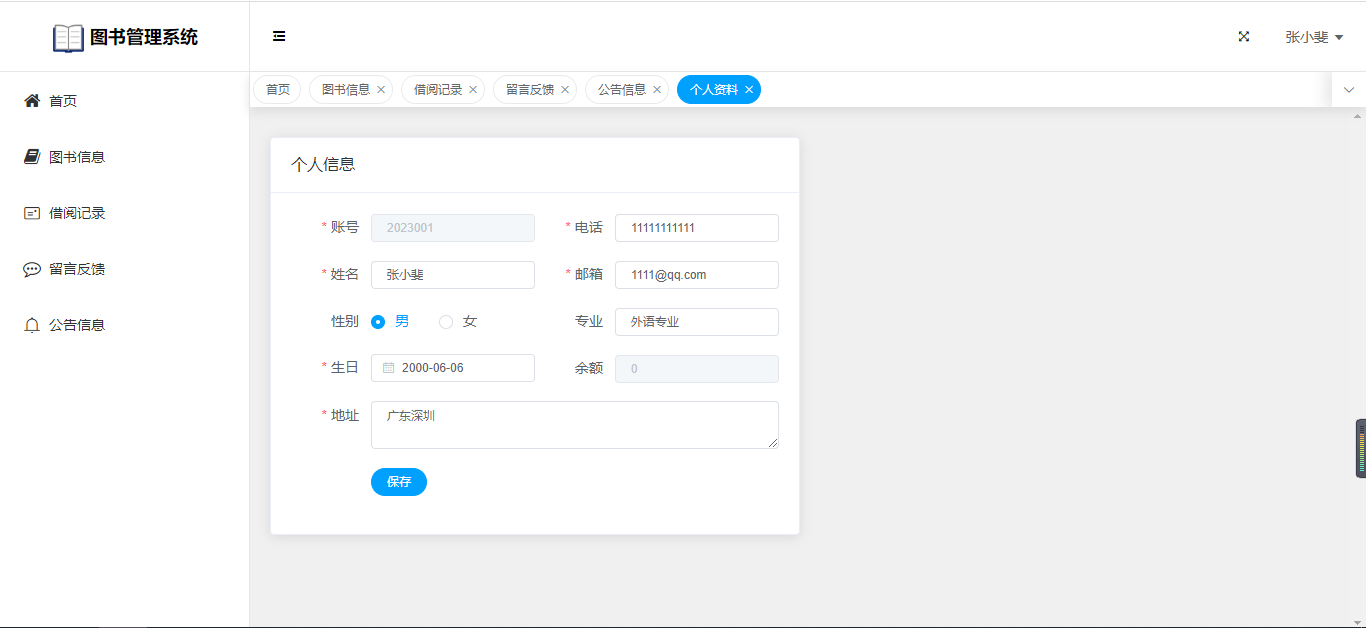 图书管理系统
张小斐
首页
图书信息
借阅记录
留言反馈
公告信息
首页
图书信息
借阅记录
留言反馈
公告信息
个人资料
个人信息
* 账号 2023001 * 电话 11111111111
* 姓名 张小斐 * 邮箱 1111@qq.com
性别 男 女 专业 外语专业
* 生日 2000-06-06 余额 0
* 地址 广东深圳
保存